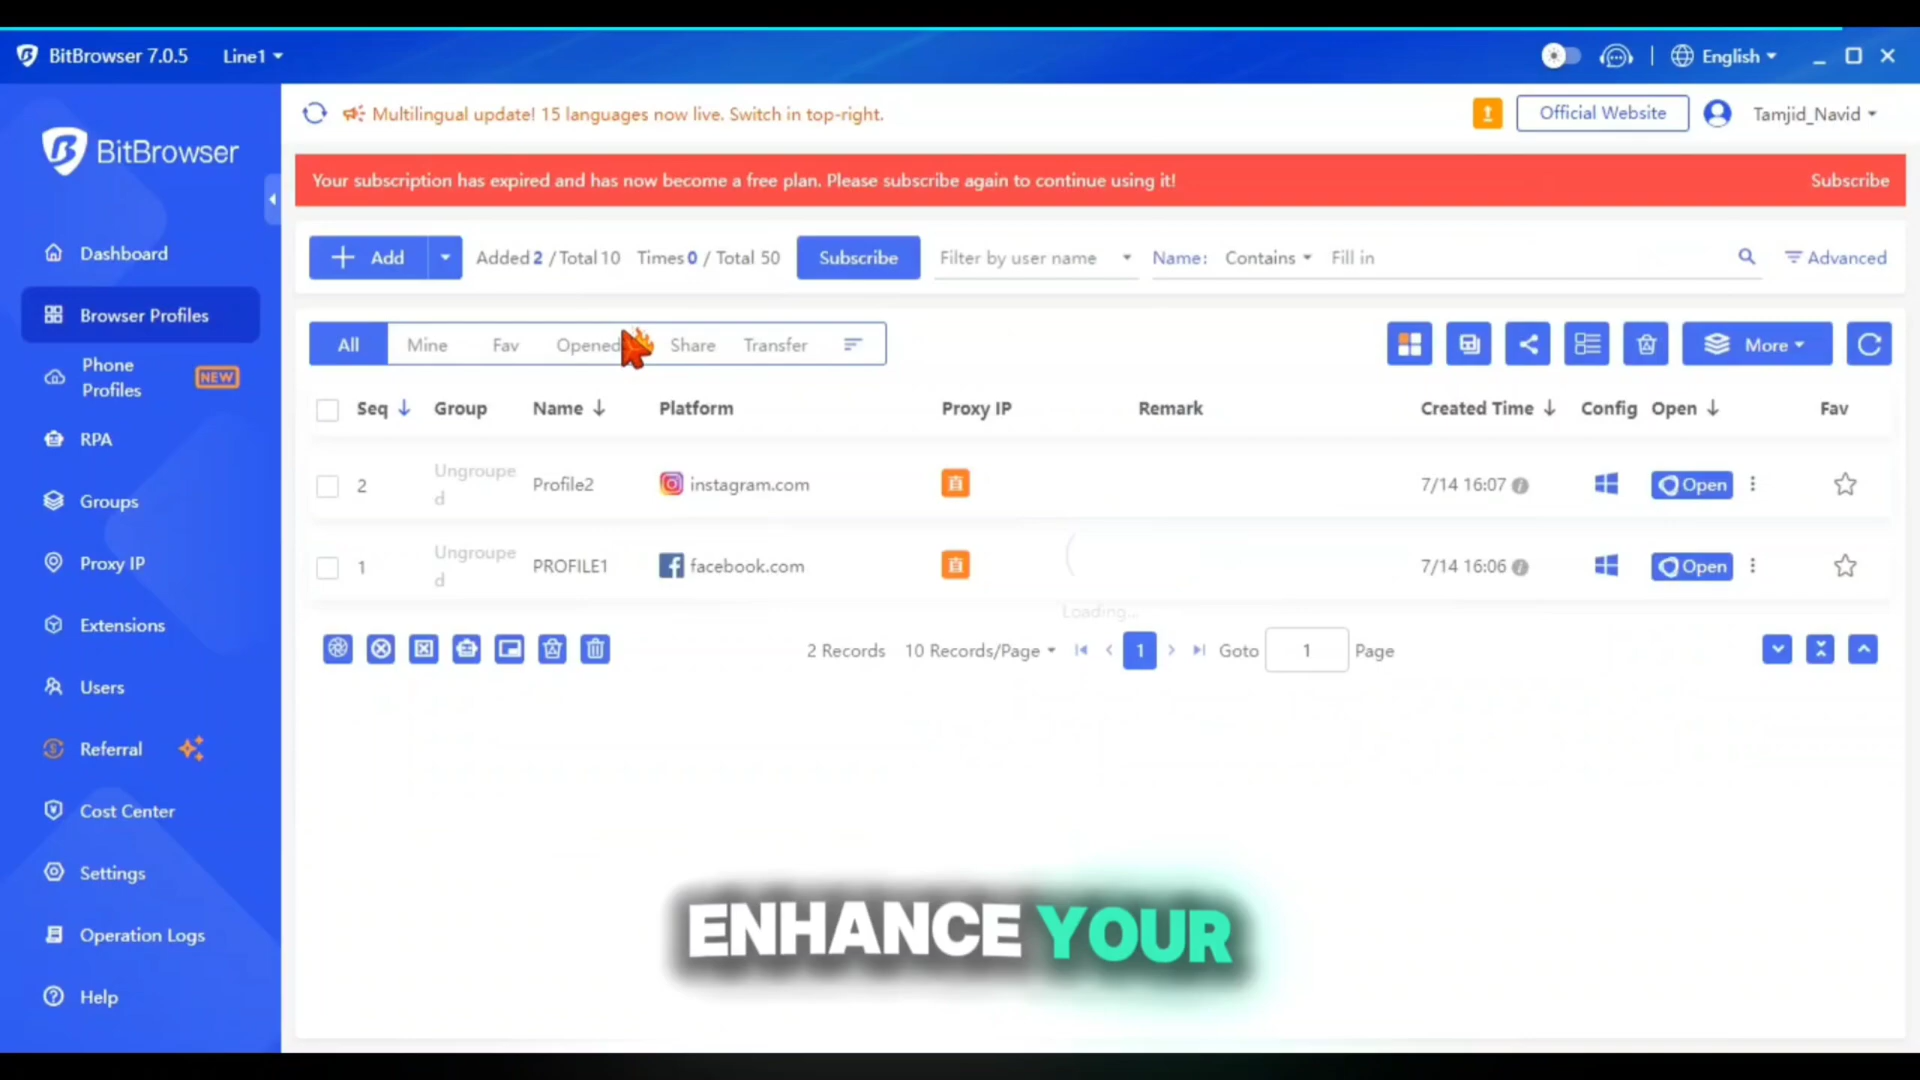 BitBrowser 7.0.5 Line1 English
BitBrowser
Multilingual update! 15 languages now live. Switch in top-right. Official Website Tamjid_Navid
Your subscription has expired and has now become a free plan. Please subscribe again to continue using it! Subscribe
Add Added 2 / Total 10 Times 0 / Total 50 Subscribe Filter by user name Name: Contains Fill in Advanced
Dashboard
Browser Profiles
Phone
Profiles
NEW
RPA
Groups
Proxy IP
Extensions
Users
Referral
Cost Center
Settings
Operation Logs
Help
All Mine Fav Opened Share Transfer More
Seq Group Name Platform Proxy IP Remark Created Time Config Open Fav
2 Ungroupe
d Profile2 instagram.com 直 7/14 16:07 Open
1 Ungroupe
d PROFILE1 facebook.com 直 7/14 16:06 Open
Loading...
2 Records 10 Records/Page 1 Goto 1 Page
ENHANCE YOUR